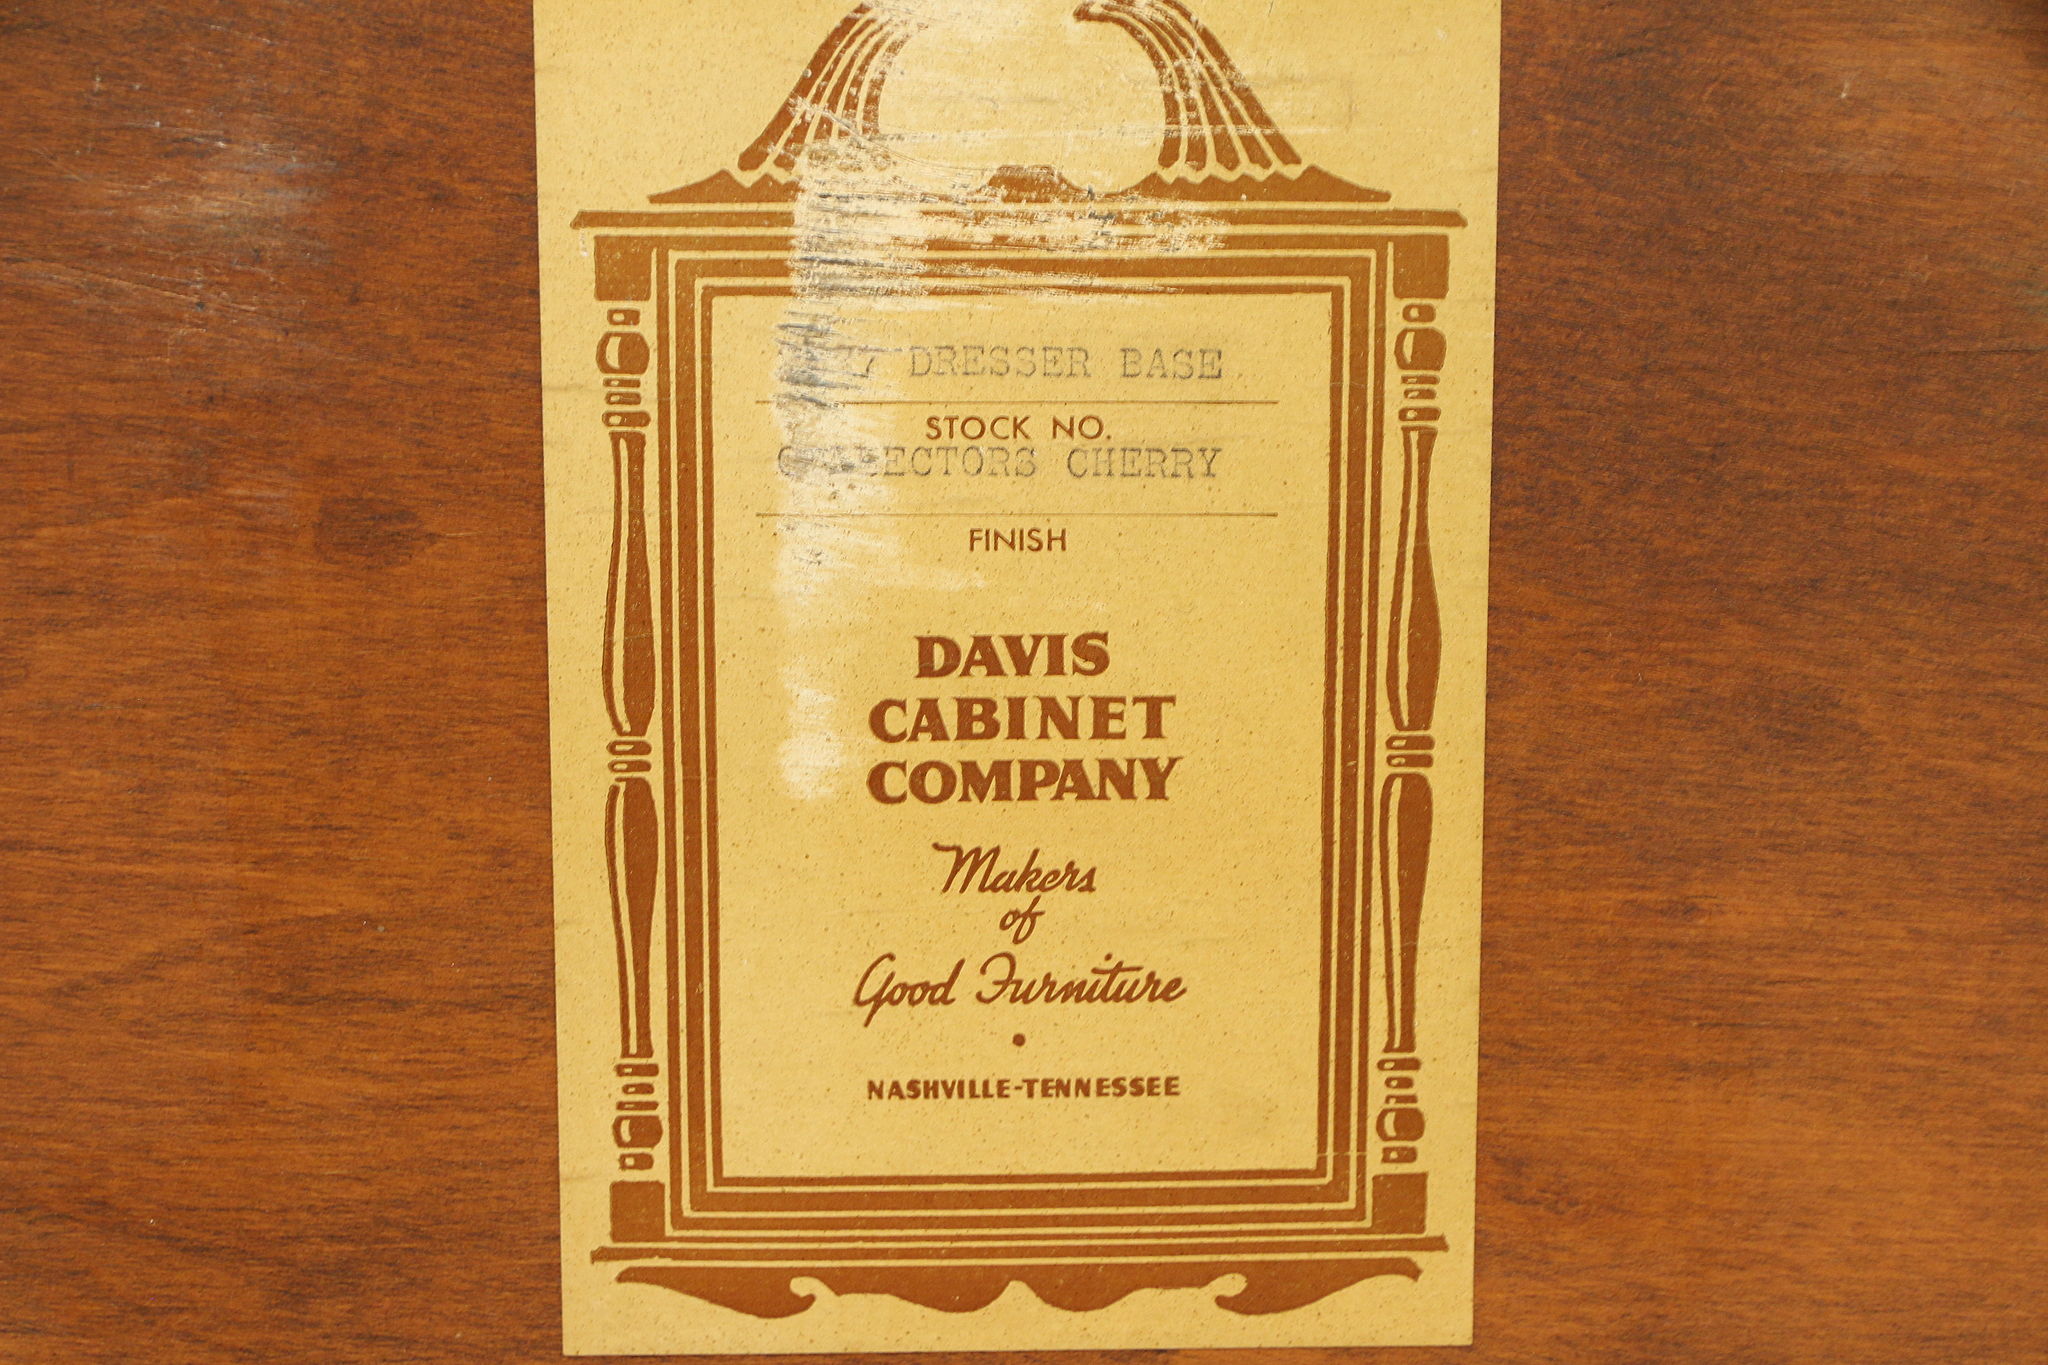 DRESSER BASE
STOCK NO.
CHERRY
FINISH
DAVIS
CABINET
COMPANY
Makers
of
Good Furniture
NASHVILLE-TENNESSEE